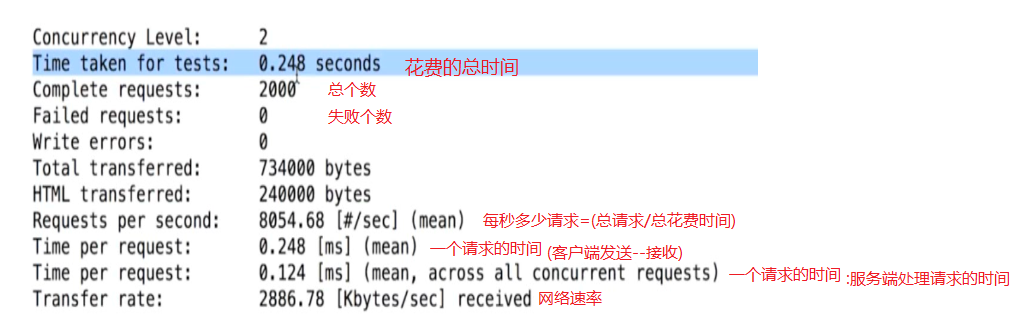 Concurrency Level: 2
Time taken for tests: 0.248 seconds 花费的总时间
Complete requests: 2000 总个数
Failed requests: 0 失败个数
Write errors: 0
Total transferred: 734000 bytes
HTML transferred: 240000 bytes
Requests per second: 8054.68 [#/sec] (mean) 每秒多少请求=(总请求/总花费时间)
Time per request: 0.248 [ms] (mean) 一个请求的时间 (客户端发送--接收)
Time per request: 0.124 [ms] (mean, across all concurrent requests) 一个请求的时间 :服务端处理请求的时间
Transfer rate: 2886.78 [Kbytes/sec] received 网络速率